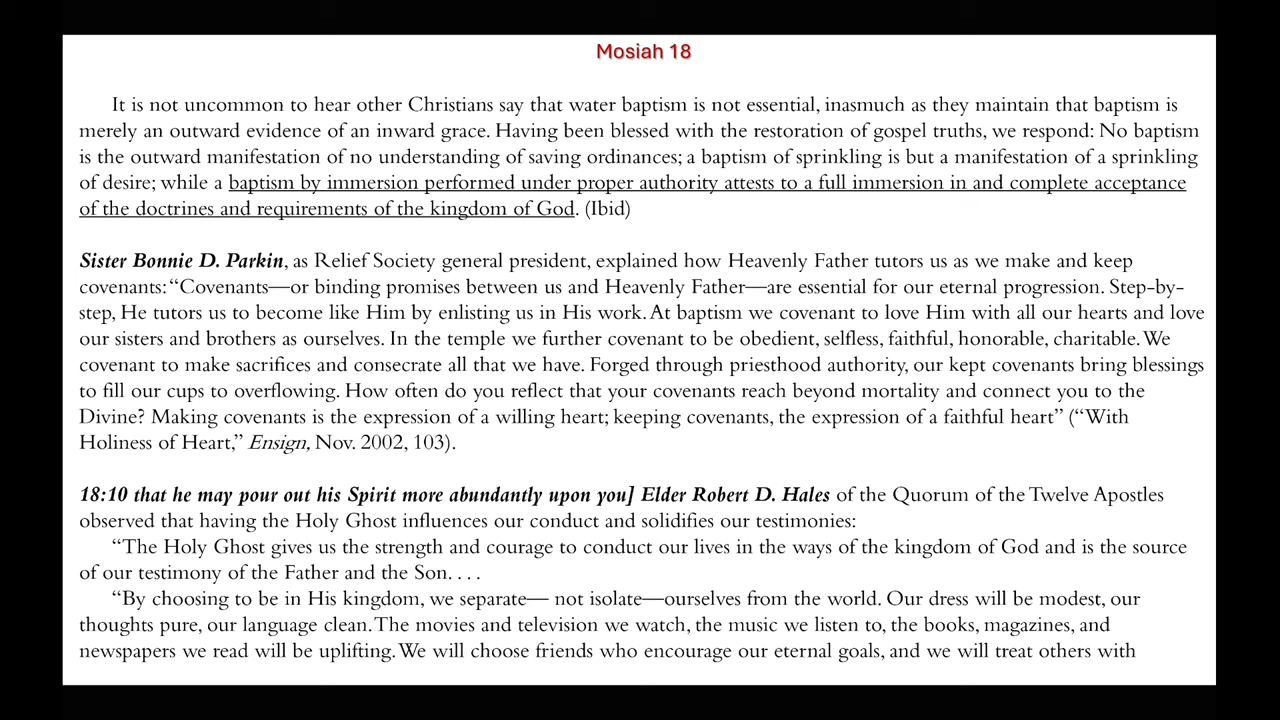 Mosiah 18
It is not uncommon to hear other Christians say that water baptism is not essential, inasmuch as they maintain that baptism is
merely an outward evidence of an inward grace. Having been blessed with the restoration of gospel truths, we respond: No baptism
is the outward manifestation of no understanding of saving ordinances; a baptism of sprinkling is but a manifestation of a sprinkling
of desire; while a baptism by immersion performed under proper authority attests to a full immersion in and complete acceptance
of the doctrines and requirements of the kingdom of God. (Ibid)
Sister Bonnie D. Parkin, as Relief Society general president, explained how Heavenly Father tutors us as we make and keep
covenants: “Covenants—or binding promises between us and Heavenly Father—are essential for our eternal progression. Step-by-
step, He tutors us to become like Him by enlisting us in His work. At baptism we covenant to love Him with all our hearts and love
our sisters and brothers as ourselves. In the temple we further covenant to be obedient, selfless, faithful, honorable, charitable. We
covenant to make sacrifices and consecrate all that we have. Forged through priesthood authority, our kept covenants bring blessings
to fill our cups to overflowing. How often do you reflect that your covenants reach beyond mortality and connect you to the
Divine? Making covenants is the expression of a willing heart; keeping covenants, the expression of a faithful heart” (“With
Holiness of Heart,” Ensign, Nov. 2002, 103).
18:10 that he may pour out his Spirit more abundantly upon you] Elder Robert D. Hales of the Quorum of the Twelve Apostles
observed that having the Holy Ghost influences our conduct and solidifies our testimonies:
“The Holy Ghost gives us the strength and courage to conduct our lives in the ways of the kingdom of God and is the source
of our testimony of the Father and the Son. . . .
“By choosing to be in His kingdom, we separate— not isolate—ourselves from the world. Our dress will be modest, our
thoughts pure, our language clean. The movies and television we watch, the music we listen to, the books, magazines, and
newspapers we read will be uplifting. We will choose friends who encourage our eternal goals, and we will treat others with